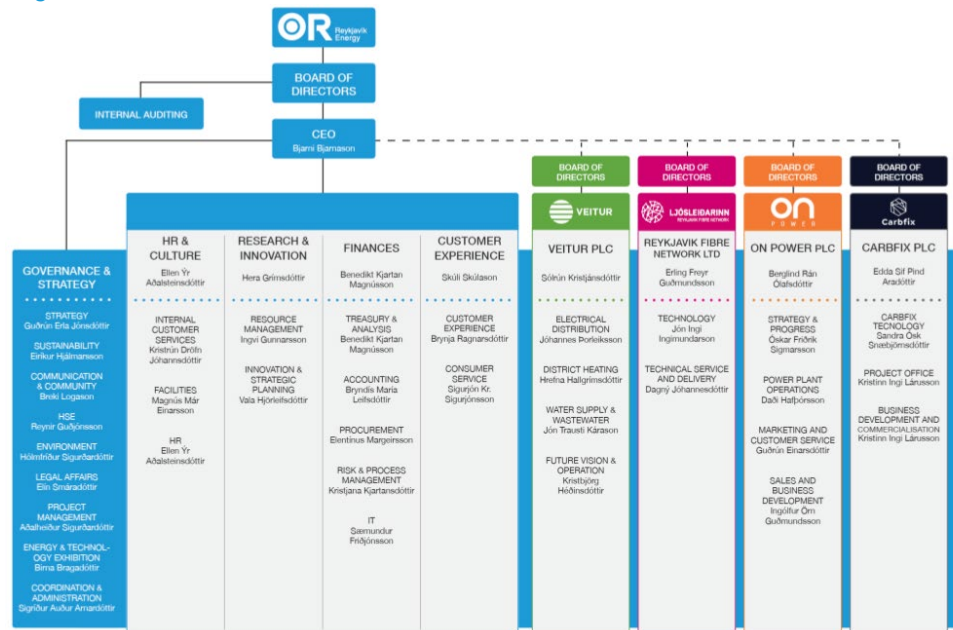 OR Reykjavík
Energy
BOARD OF
DIRECTORS
INTERNAL AUDITING
CEO
Bjarni Bjarnason
BOARD OF
DIRECTORS
VEITUR
BOARD OF
DIRECTORS
LJÓSLEIÐARINN
REYKJAVIK FIBRE NETWORK
BOARD OF
DIRECTORS
ON
POWER
BOARD OF
DIRECTORS
Carbfix
GOVERNANCE &
STRATEGY
STRATEGY
Guðrún Erla Jónsdóttir
SUSTAINABILITY
Eiríkur Hjálmarsson
COMMUNICATION
& COMMUNITY
Breki Logason
HSE
Reynir Guðjónsson
ENVIRONMENT
Hólmfríður Sigurðardóttir
LEGAL AFFAIRS
Elín Smáradóttir
PROJECT
MANAGEMENT
Aðalheiður Sigurðardóttir
ENERGY & TECHNOL-
OGY EXHIBITION
Birna Bragadóttir
COORDINATION &
ADMINISTRATION
Sigríður Auður Arnardóttir
HR &
CULTURE
Ellen Ýr
Aðalsteinsdóttir
INTERNAL
CUSTOMER
SERVICES
Kristrún Dröfn
Jóhannsdóttir
FACILITIES
Magnús Már
Einarsson
HR
Ellen Ýr
Aðalsteinsdóttir
RESEARCH &
INNOVATION
Hera Grímsdóttir
RESOURCE
MANAGEMENT
Ingvi Gunnarsson
INNOVATION &
STRATEGIC
PLANNING
Vala Hjörleifsdóttir
FINANCES
Benedikt Kjartan
Magnússon
TREASURY &
ANALYSIS
Benedikt Kjartan
Magnússon
ACCOUNTING
Bryndís María
Leifsdóttir
PROCUREMENT
Elentínus Margeirsson
RISK & PROCESS
MANAGEMENT
Kristjana Kjartansdóttir
IT
Sæmundur
Friðjónsson
CUSTOMER
EXPERIENCE
Skúli Skúlason
CUSTOMER
EXPERIENCE
Brynja Ragnarsdóttir
CONSUMER
SERVICE
Sigurjón Kr.
Sigurjónsson
VEITUR PLC
Sólrún Kristjánsdóttir
ELECTRICAL
DISTRIBUTION
Jóhannes Þorleiksson
DISTRICT HEATING
Hrefna Hallgrímsdóttir
WATER SUPPLY &
WASTEWATER
Jón Trausti Kárason
FUTURE VISION &
OPERATION
Kristbjörg
Héðinsdóttir
REYKJAVIK FIBRE
NETWORK LTD
Erling Freyr
Guðmundsson
TECHNOLOGY
Jón Ingi
Ingimundarson
TECHNICAL SERVICE
AND DELIVERY
Dagný Jóhannesdóttir
ON POWER PLC
Berglind Rán
Ólafsdóttir
STRATEGY &
PROGRESS
Óskar Friðrik
Sigmarsson
POWER PLANT
OPERATIONS
Daði Hafþórsson
MARKETING AND
CUSTOMER SERVICE
Guðrún Einarsdóttir
SALES AND
BUSINESS
DEVELOPMENT
Ingólfur Örn
Guðmundsson
CARBFIX PLC
Edda Sif Pind
Aradóttir
CARBFIX
TECNOLOGY
Sandra Ósk
Snæbjörnsdóttir
PROJECT OFFICE
Kristinn Ingi Lárusson
BUSINESS
DEVELOPMENT AND
COMMERCIALISATION
Kristinn Ingi Lárusson